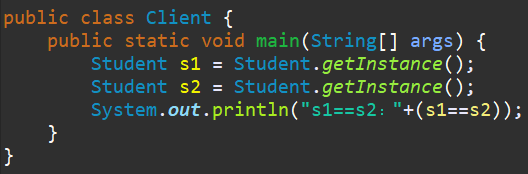 public class Client {
    public static void main(String[] args) {
        Student s1 = Student.getInstance();
        Student s2 = Student.getInstance();
        System.out.println("s1==s2："+(s1==s2));
    }
}